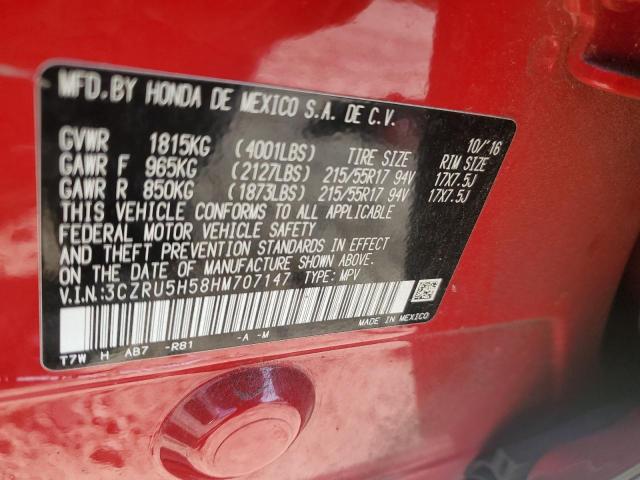 MFD. BY HONDA DE MEXICO S.A. DE C.V.
10/'16
GVWR 1815KG (4001LBS) TIRE SIZE RIM SIZE
GAWR F 965KG (2127LBS) 215/55R17 94V 17X7.5J
GAWR R 850KG (1873LBS) 215/55R17 94V 17X7.5J
THIS VEHICLE CONFORMS TO ALL APPLICABLE
FEDERAL MOTOR VEHICLE SAFETY
AND THEFT PREVENTION STANDARDS IN EFFECT
ON THE DATE OF MANUFACTURE SHOWN ABOVE.
V.I.N:3CZRU5H58HM707147 TYPE: MPV
MADE IN MEXICO
T7W H AB7 -R81 -A -M